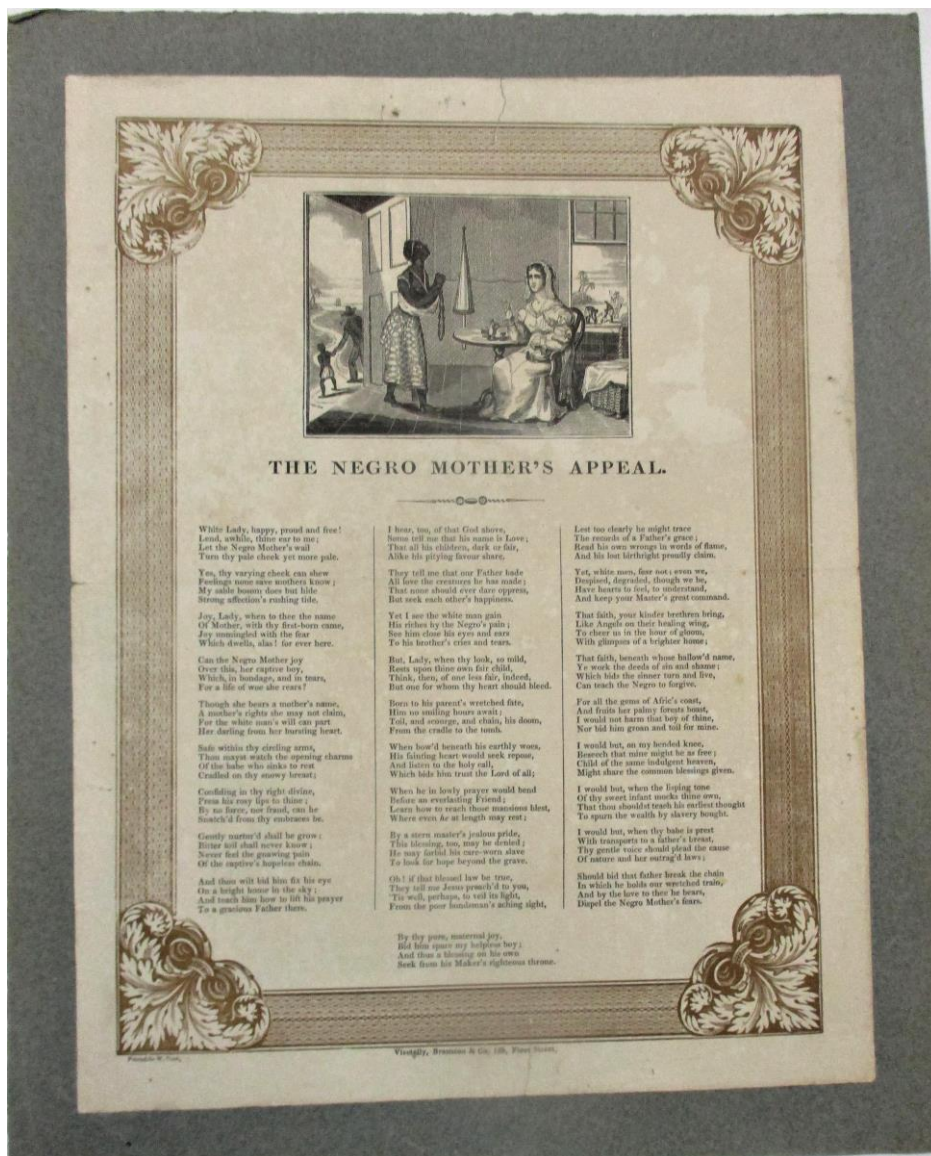 THE NEGRO MOTHER'S APPEAL.
White Lady, happy, proud and free!
Lend, awhile, thine ear to me;
Let the Negro Mother's wail
Turn thy pale cheek yet more pale.
Yes, thy varying cheek can shew
Feelings none save mothers know;
My sable bosom does but hide
Strong affection's rushing tide.
Joy, Lady, when to thee the name
Of Mother, with thy first-born came,
Joy unmingled with the fear
Which dwells, alas! for ever here.
Can the Negro Mother joy
Over this, her captive boy,
Which, in bondage, and in tears,
For a life of woe she rears?
Though she bears a mother's name,
A mother's rights she may not claim,
For the white man's will can part
Her darling from her bursting heart.
Safe within thy circling arms,
Thou mayst watch the opening charms
Of the babe who sinks to rest
Cradled on thy snowy breast;
Confiding in thy right divine,
Press his rosy lips to thine;
By no force, nor fraud, can he
Snatch'd from thy embraces be.
Gently nurtur'd shall he grow;
Bitter toil shall never know;
Never feel the gnawing pain
Of the captive's hopeless chain.
And thou wilt bid him fix his eye
On a bright home in the sky;
And teach him how to lift his prayer
To a gracious Father there.
I hear, too, of that God above,
Some tell me that his name is Love;
That all his children, dark or fair,
Alike his pitying favour share.
They tell me that our Father bade
All love the creatures he has made;
That none should ever dare oppress,
But seek each other's happiness.
Yet I see the white man gain
His riches by the Negro's pain;
See him close his eyes and ears
To his brother's cries and tears.
But, Lady, when thy look, so mild,
Rests upon thine own fair child,
Think, then, of one less fair, indeed,
But one for whom thy heart should bleed.
Born to his parent's wretched fate,
Him no smiling hours await;
Toil, and scourge, and chain, his doom,
From the cradle to the tomb.
When bow'd beneath his earthly woes,
His fainting heart would seek repose,
And listen to the holy call,
Which bids him trust the Lord of all;
When he in lowly prayer would bend
Before an everlasting Friend;
Learn how to reach those mansions blest,
Where even he at length may rest;
By a stern master's jealous pride,
This blessing, too, may be denied;
He may forbid his care-worn slave
To look for hope beyond the grave.
Oh! if that blessed law be true,
They tell me Jesus preach'd to you,
'Tis well, perhaps, to veil its light,
From the poor bondsman's aching sight,
Lest too clearly he might trace
The records of a Father's grace;
Read his own wrongs in words of flame,
And his lost birthright proudly claim.
Yet, white men, fear not; even we,
Despised, degraded, though we be,
Have hearts to feel, to understand,
And keep your Master's great command.
That faith, your kinder brethren bring,
Like Angels on their healing wing,
To cheer us in the hour of gloom,
With glimpses of a brighter home;
That faith, beneath whose hallow'd name,
Ye work the deeds of sin and shame;
Which bids the sinner turn and live,
Can teach the Negro to forgive.
For all the gems of Afric's coast,
And fruits her palmy forests boast,
I would not harm that boy of thine,
Nor bid him groan and toil for mine.
I would but, on my bended knee,
Beseech that mine might be as free;
Child of the same indulgent heaven,
Might share the common blessings given.
I would but, when the lisping tone
Of thy sweet infant mocks thine own,
That thou shouldst teach his earliest thought
To spurn the wealth by slavery bought.
I would but, when thy babe is prest
With transports to a father's breast,
Thy gentle voice should plead the cause
Of nature and her outrag'd laws;
Should bid that father break the chain
In which he holds our wretched train,
And by the love to thee he bears,
Dispel the Negro Mother's fears.
By thy pure, maternal joy,
Bid him spare my helpless boy;
And thus a blessing on his own
Seek from his Maker's righteous throne.
Vizetelly, Branston & Co. Fleet Street.